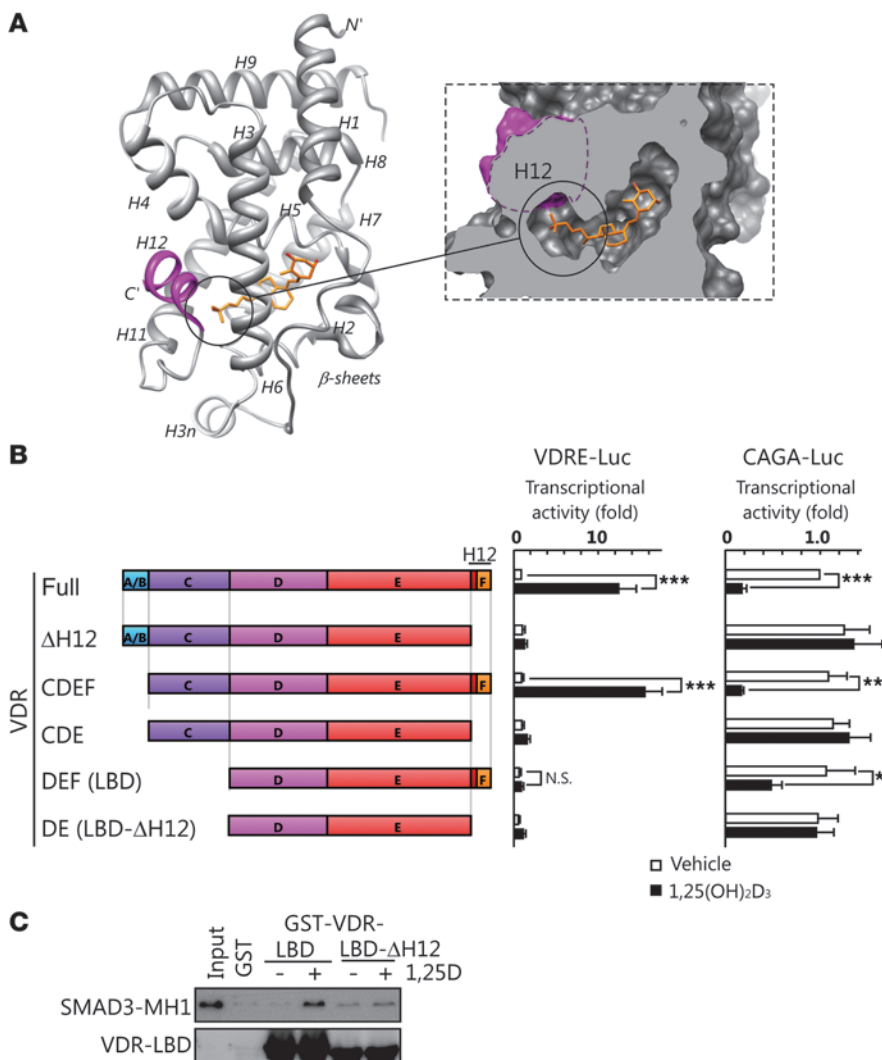 A
N'
H9
H3
H1
H8
H4
H5
H7
H12
C'
H11
H2
H6
β-sheets
H3n
H12
B
VDRE-Luc
CAGA-Luc
Transcriptional activity (fold)
Transcriptional activity (fold)
0 10
0 1.0
H12
VDR
Full A/B C D E F *** ***
ΔH12 A/B C D E
CDEF C D E F *** **
CDE C D E
DEF (LBD) D E F N.S. *
DE (LBD-ΔH12) D E
Vehicle
1,25(OH)₂D₃
C
GST-VDR-
Input GST LBD LBD-ΔH12
- + - + 1,25D
SMAD3-MH1
VDR-LBD